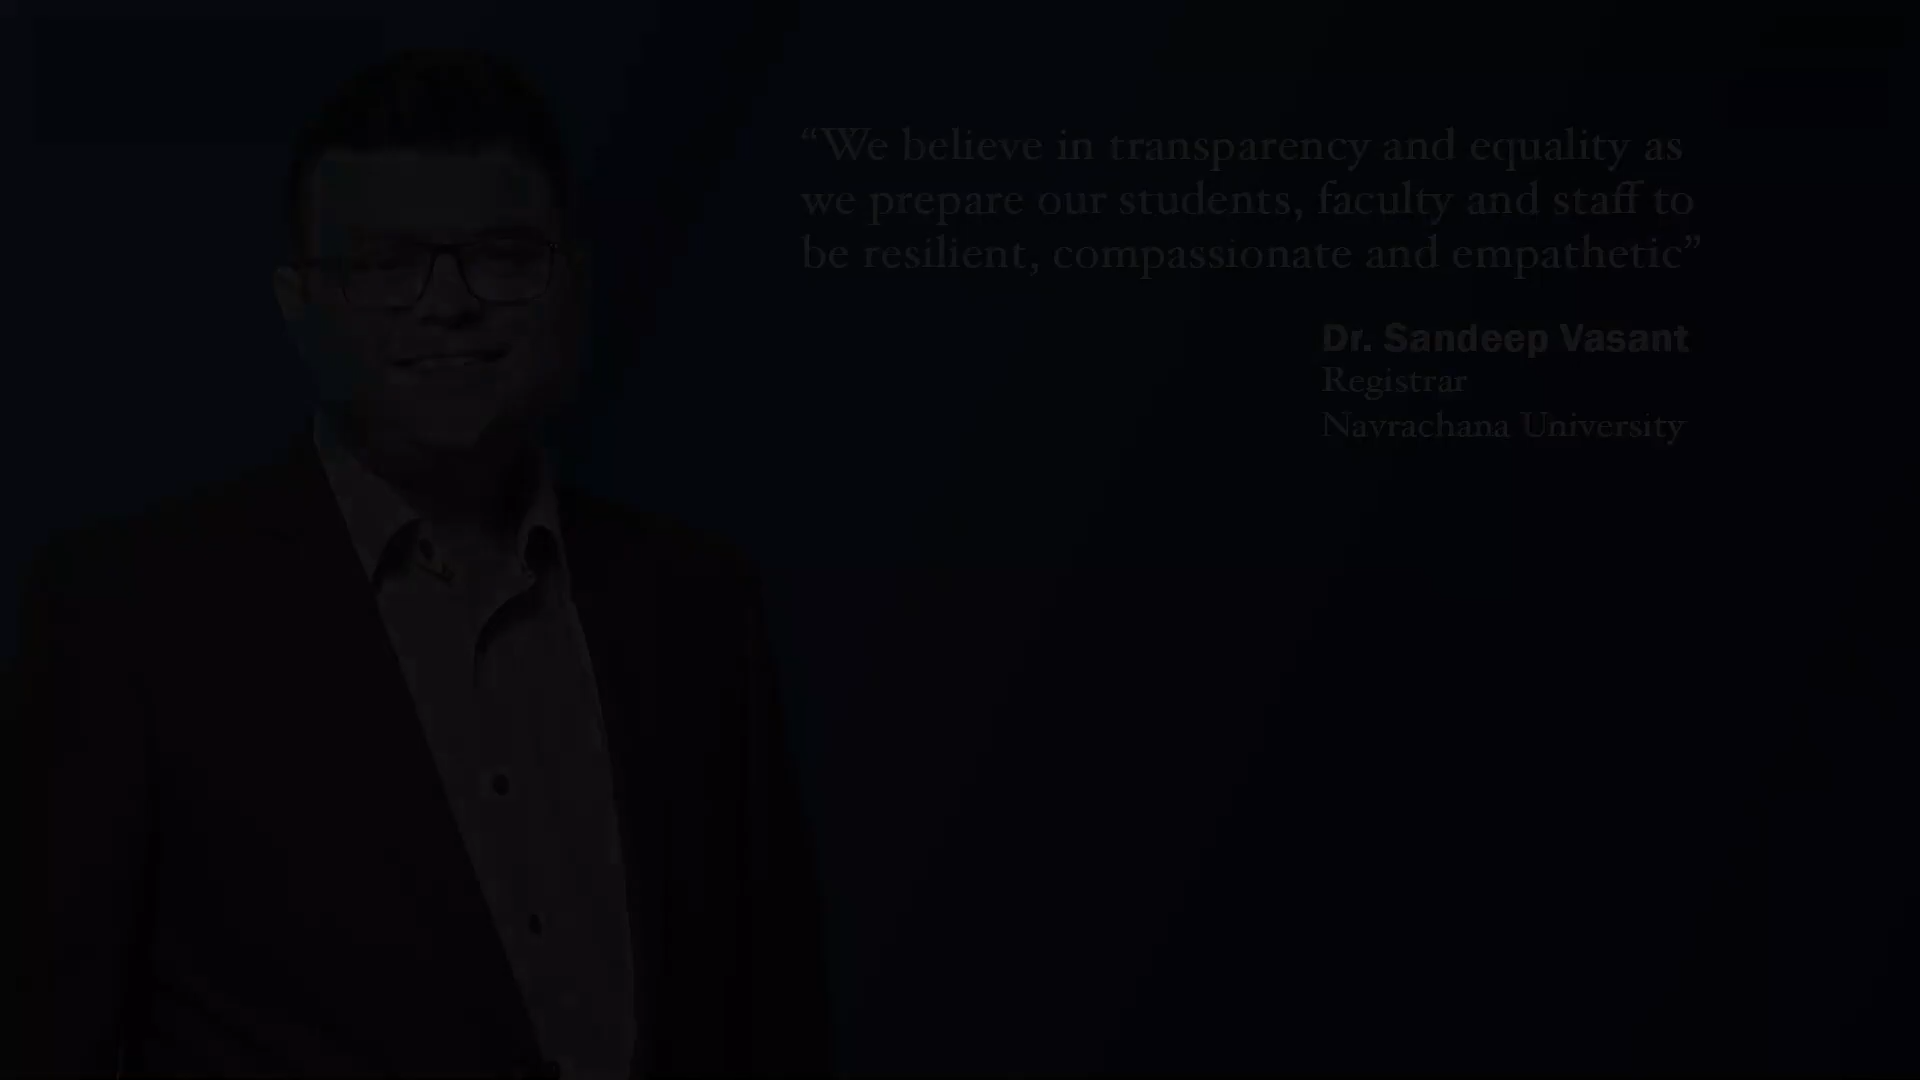 “We believe in transparency and equality as
we prepare our students, faculty and staff to
be resilient, compassionate and empathetic”
Dr. Sandeep Vasant
Registrar
Navrachana University